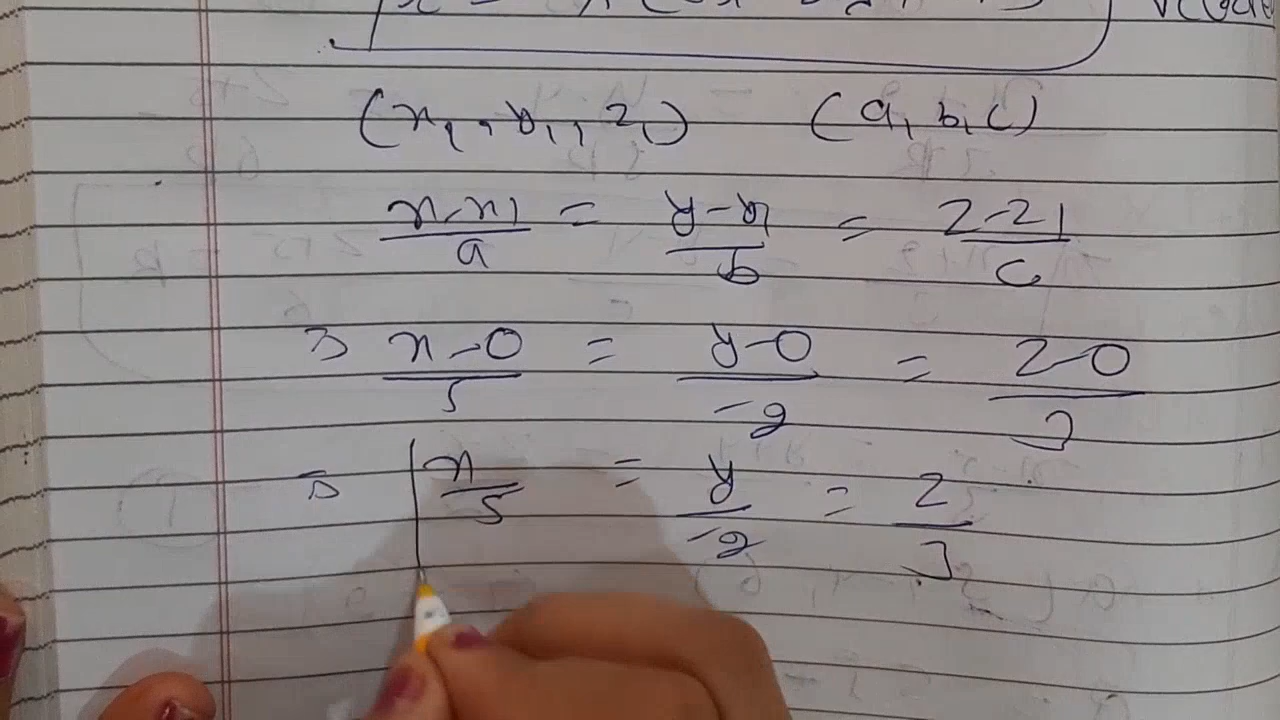 (x₁, y₁, z₁) (a, b, c)
x-x₁/a = y-y₁/b = z-z₁/c
⇒ x-0/5 = y-0/-2 = z-0/3
⇒ x/5 = y/-2 = z/3